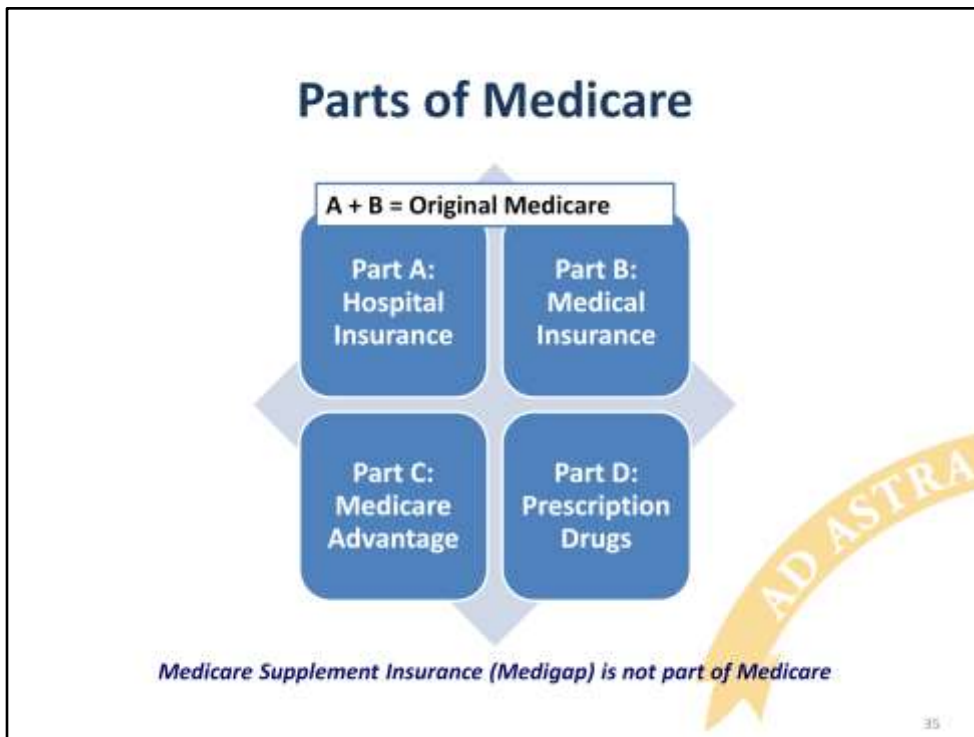 Parts of Medicare
A + B = Original Medicare
Part A:
Hospital
Insurance
Part B:
Medical
Insurance
Part C:
Medicare
Advantage
Part D:
Prescription
Drugs
AD ASTRA
Medicare Supplement Insurance (Medigap) is not part of Medicare
35